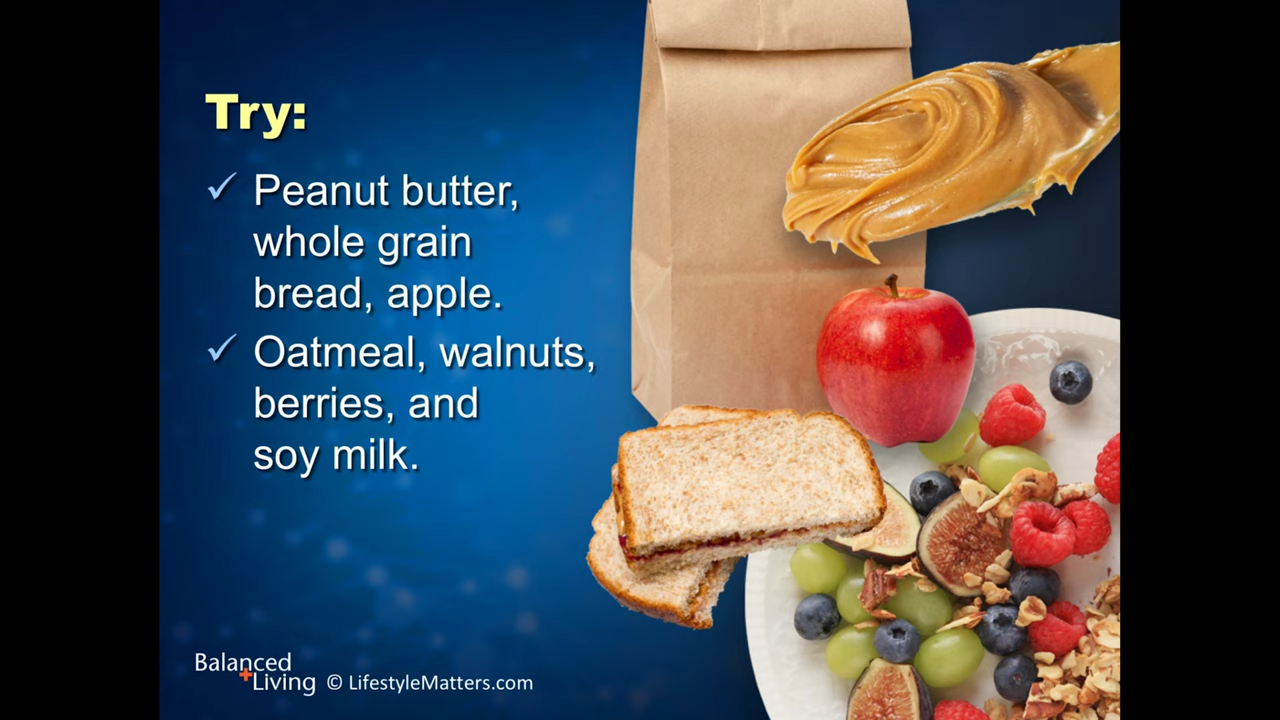 Try:
✓ Peanut butter,
whole grain
bread, apple.
✓ Oatmeal, walnuts,
berries, and
soy milk.
Balanced
+Living © LifestyleMatters.com